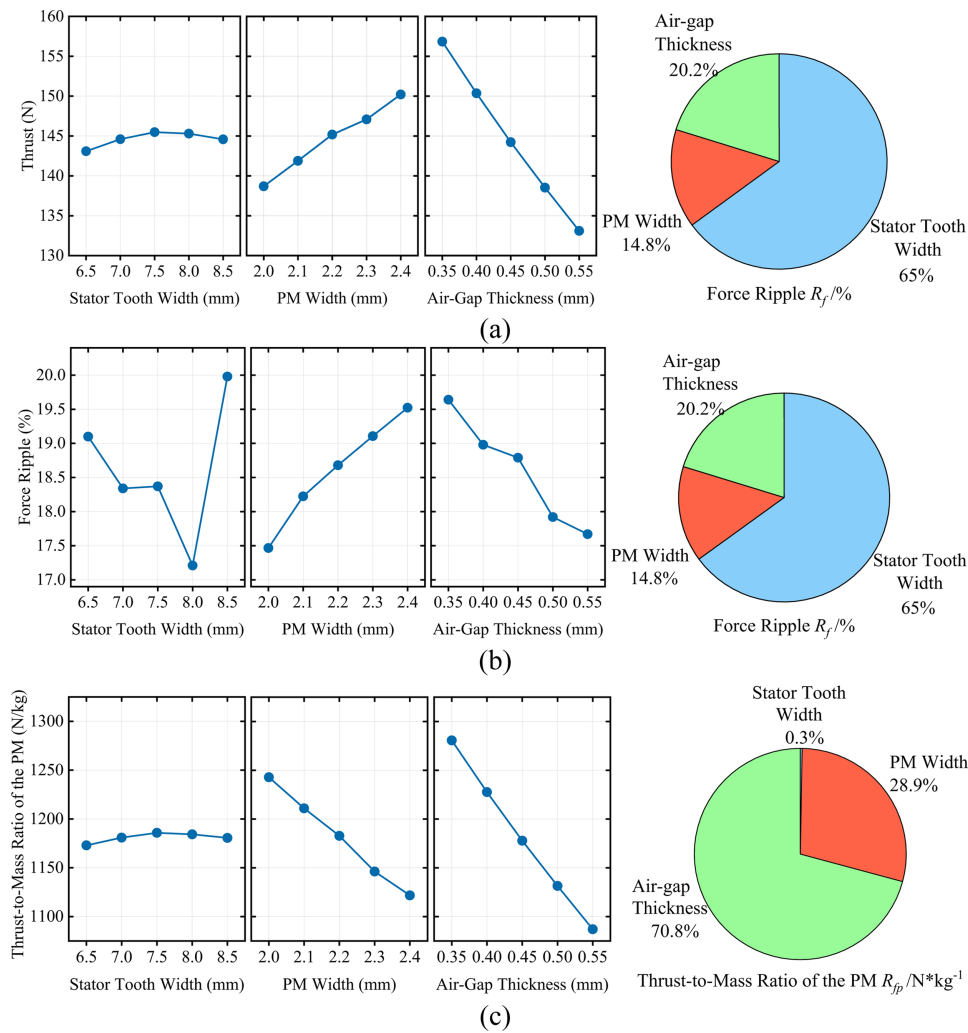 160
155
150
145
140
135
130
Thrust (N)
6.5 7.0 7.5 8.0 8.5
2.0 2.1 2.2 2.3 2.4
0.35 0.40 0.45 0.50 0.55
Stator Tooth Width (mm)
PM Width (mm)
Air-Gap Thickness (mm)
Air-gap
Thickness
20.2%
PM Width
14.8%
Stator Tooth
Width
65%
Force Ripple R_f /%
(a)
20.0
19.5
19.0
18.5
18.0
17.5
17.0
Force Ripple (%)
6.5 7.0 7.5 8.0 8.5
2.0 2.1 2.2 2.3 2.4
0.35 0.40 0.45 0.50 0.55
Stator Tooth Width (mm)
PM Width (mm)
Air-Gap Thickness (mm)
Air-gap
Thickness
20.2%
PM Width
14.8%
Stator Tooth
Width
65%
Force Ripple R_f /%
(b)
1300
1250
1200
1150
1100
Thrust-to-Mass Ratio of the PM (N/kg)
6.5 7.0 7.5 8.0 8.5
2.0 2.1 2.2 2.3 2.4
0.35 0.40 0.45 0.50 0.55
Stator Tooth Width (mm)
PM Width (mm)
Air-Gap Thickness (mm)
Stator Tooth
Width
0.3%
PM Width
28.9%
Air-gap
Thickness
70.8%
Thrust-to-Mass Ratio of the PM R_fp /N*kg⁻¹
(c)